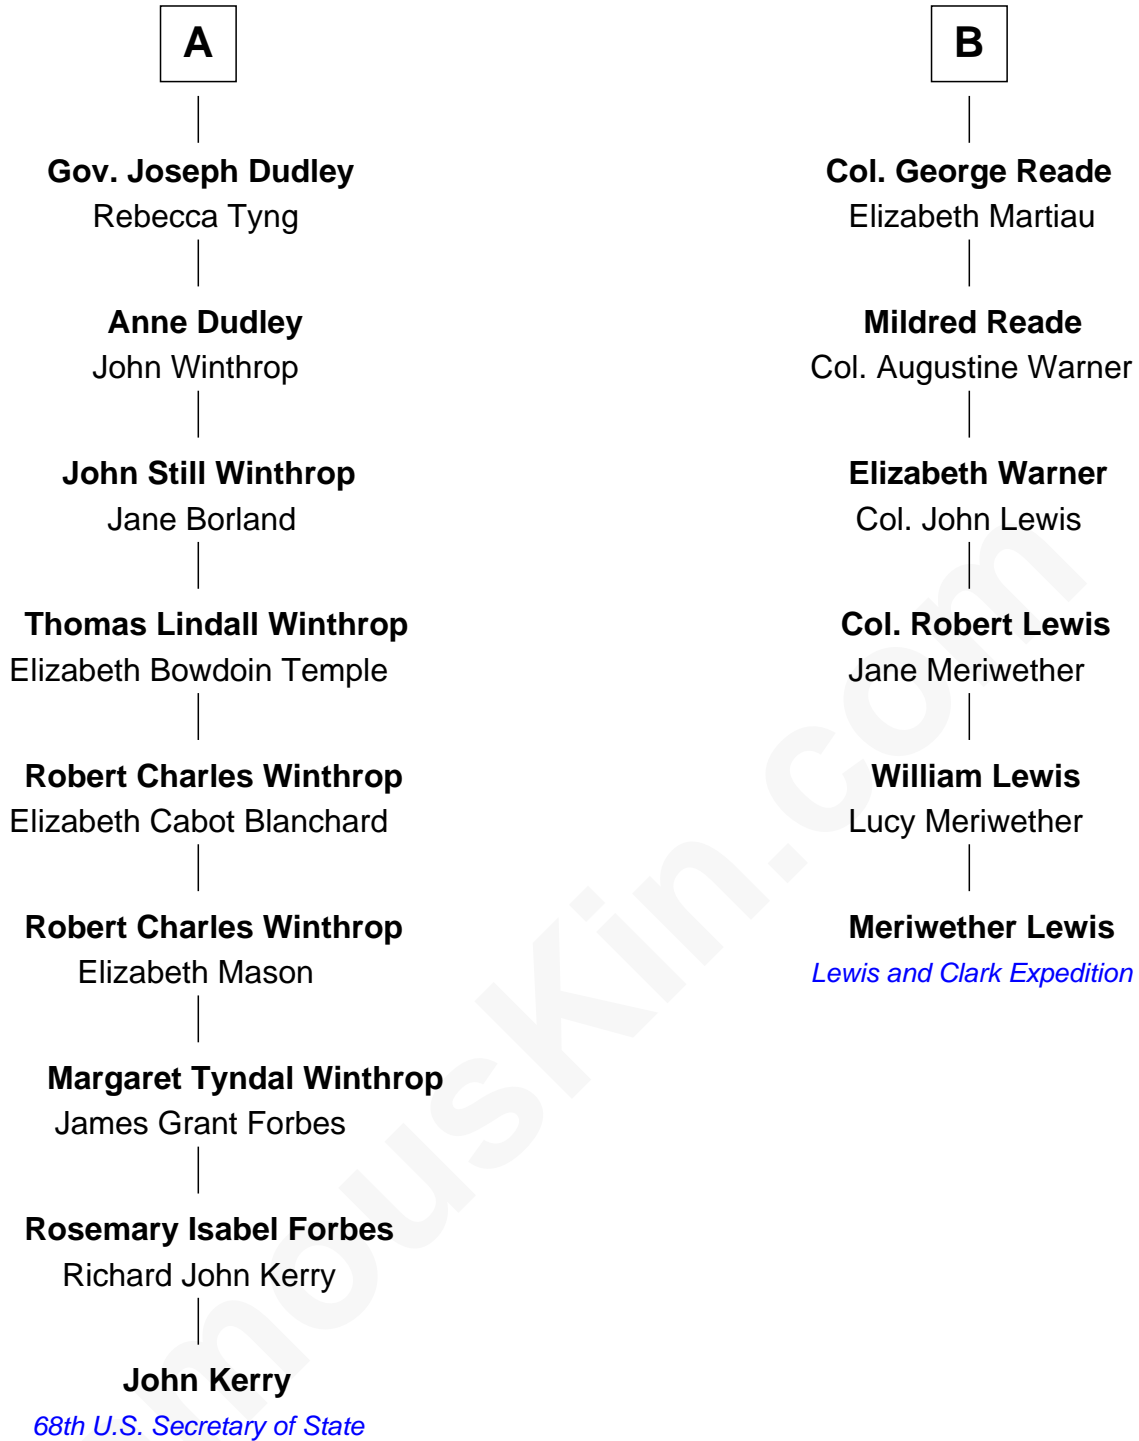 A
Gov. Joseph Dudley
Rebecca Tyng
Anne Dudley
John Winthrop
John Still Winthrop
Jane Borland
Thomas Lindall Winthrop
Elizabeth Bowdoin Temple
Robert Charles Winthrop
Elizabeth Cabot Blanchard
Robert Charles Winthrop
Elizabeth Mason
Margaret Tyndal Winthrop
James Grant Forbes
Rosemary Isabel Forbes
Richard John Kerry
John Kerry
68th U.S. Secretary of State
B
Col. George Reade
Elizabeth Martiau
Mildred Reade
Col. Augustine Warner
Elizabeth Warner
Col. John Lewis
Col. Robert Lewis
Jane Meriwether
William Lewis
Lucy Meriwether
Meriwether Lewis
Lewis and Clark Expedition
mousKin.com